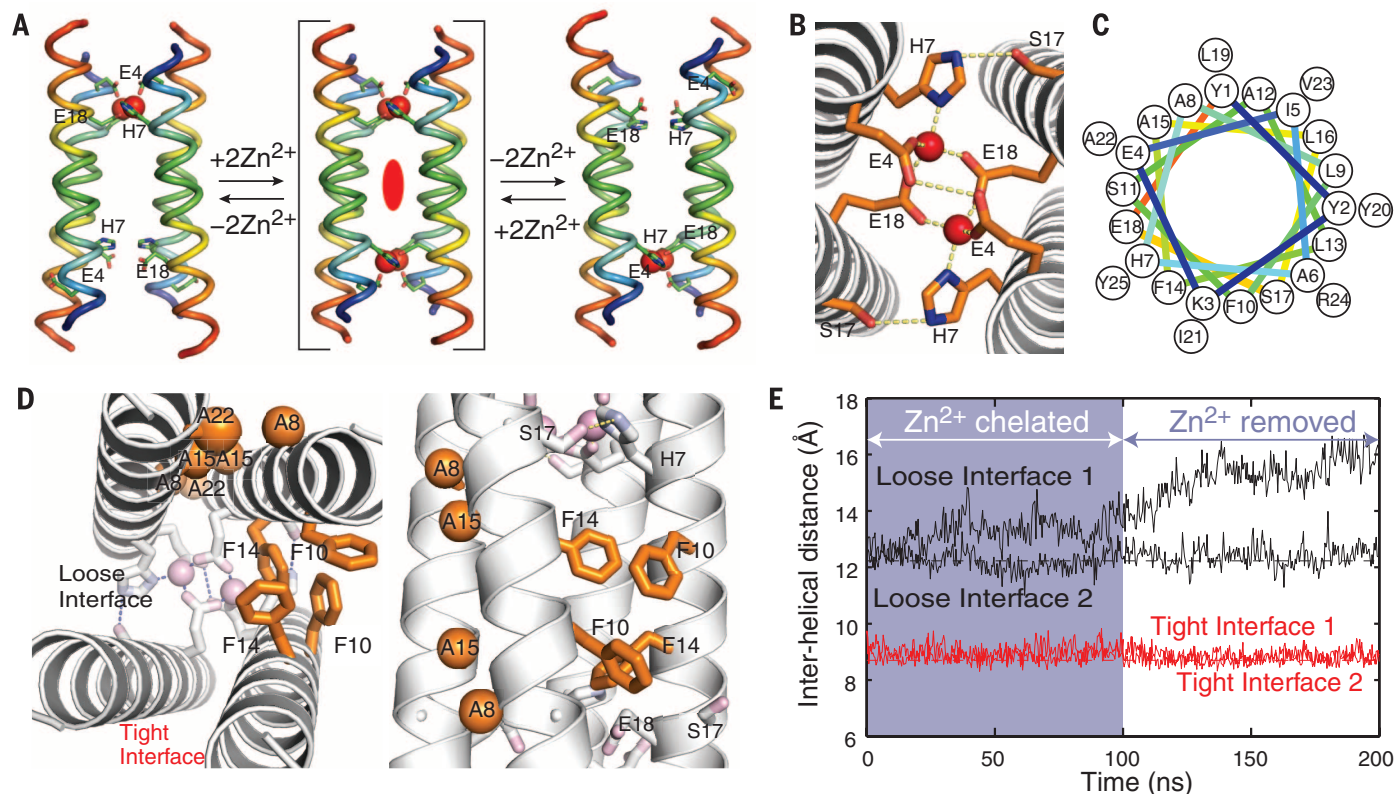 A
E4
E18
H7
H7
E4
E18
+2Zn2+
−2Zn2+
−2Zn2+
+2Zn2+
E4
E18
H7
H7
E18
E4
B
H7
S17
E4
E18
E18
E4
S17
H7
C
L19
Y1
A12
V23
A8
I5
A15
L16
A22
E4
L9
S11
Y2
Y20
E18
L13
H7
A6
Y25
F14
K3
F10
S17
R24
I21
D
A22
A8
A15
A15
A8
A22
F14
F10
Loose
Interface
F14
F10
Tight
Interface
S17
H7
A8
A15
F14
F10
F10
F14
A15
A8
E18
S17
E
Inter-helical distance (Å)
18
16
14
12
10
8
6
Zn2+ chelated
Zn2+ removed
Loose Interface 1
Loose Interface 2
Tight Interface 1
Tight Interface 2
0
50
100
150
200
Time (ns)